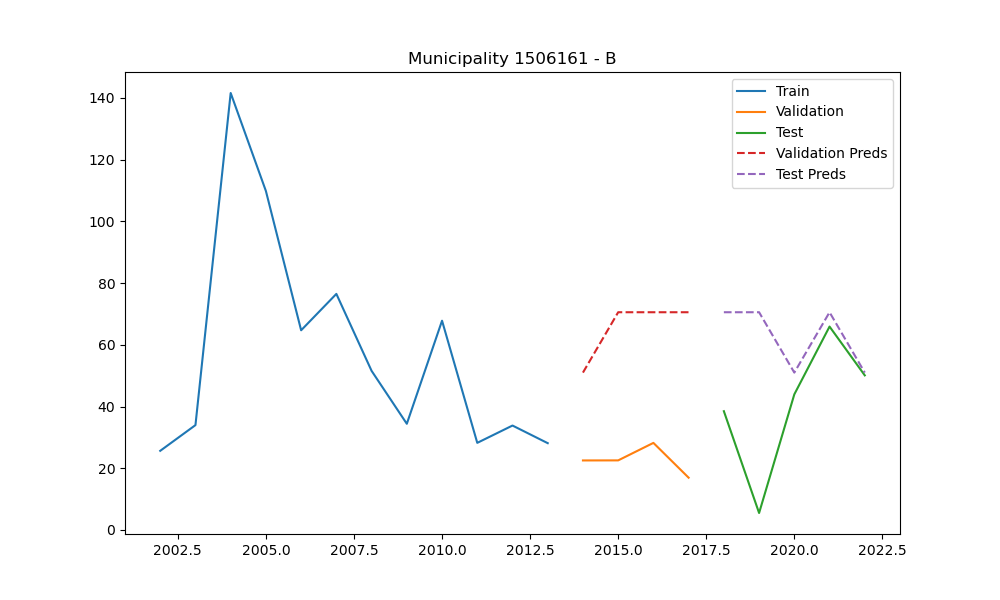 Municipality 1506161 - B
Train
Validation
Test
Validation Preds
Test Preds
140
120
100
80
60
40
20
0
2002.5 2005.0 2007.5 2010.0 2012.5 2015.0 2017.5 2020.0 2022.5